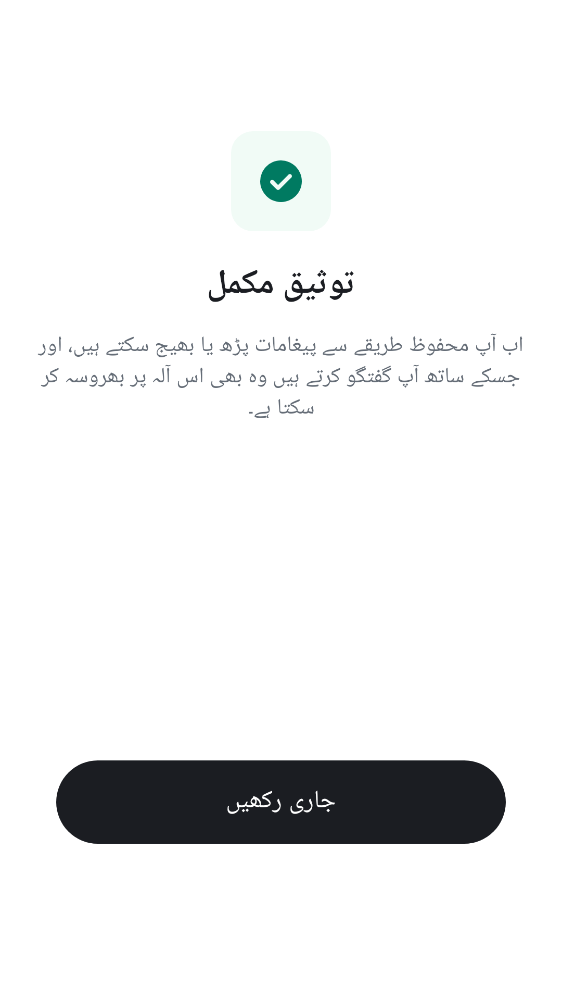 توثیق مکمل
اب آپ محفوظ طریقے سے پیغامات پڑھ یا بھیج سکتے ہیں، اور
جسکے ساتھ آپ گفتگو کرتے ہیں وہ بھی اس آلہ پر بھروسہ کر
سکتا ہے۔
جاری رکھیں